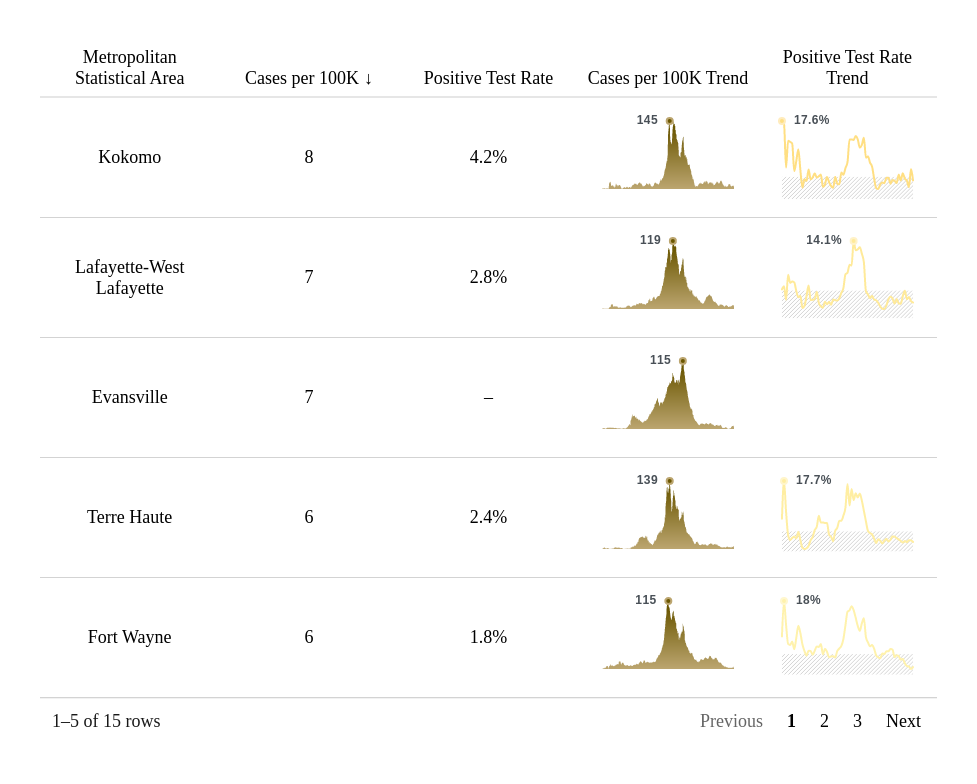 Metropolitan
Statistical Area
Cases per 100K ↓
Positive Test Rate
Cases per 100K Trend
Positive Test Rate
Trend
Kokomo
8
4.2%
145
17.6%
Lafayette-West
Lafayette
7
2.8%
119
14.1%
Evansville
7
–
115
Terre Haute
6
2.4%
139
17.7%
Fort Wayne
6
1.8%
115
18%
1–5 of 15 rows
Previous 1 2 3 Next